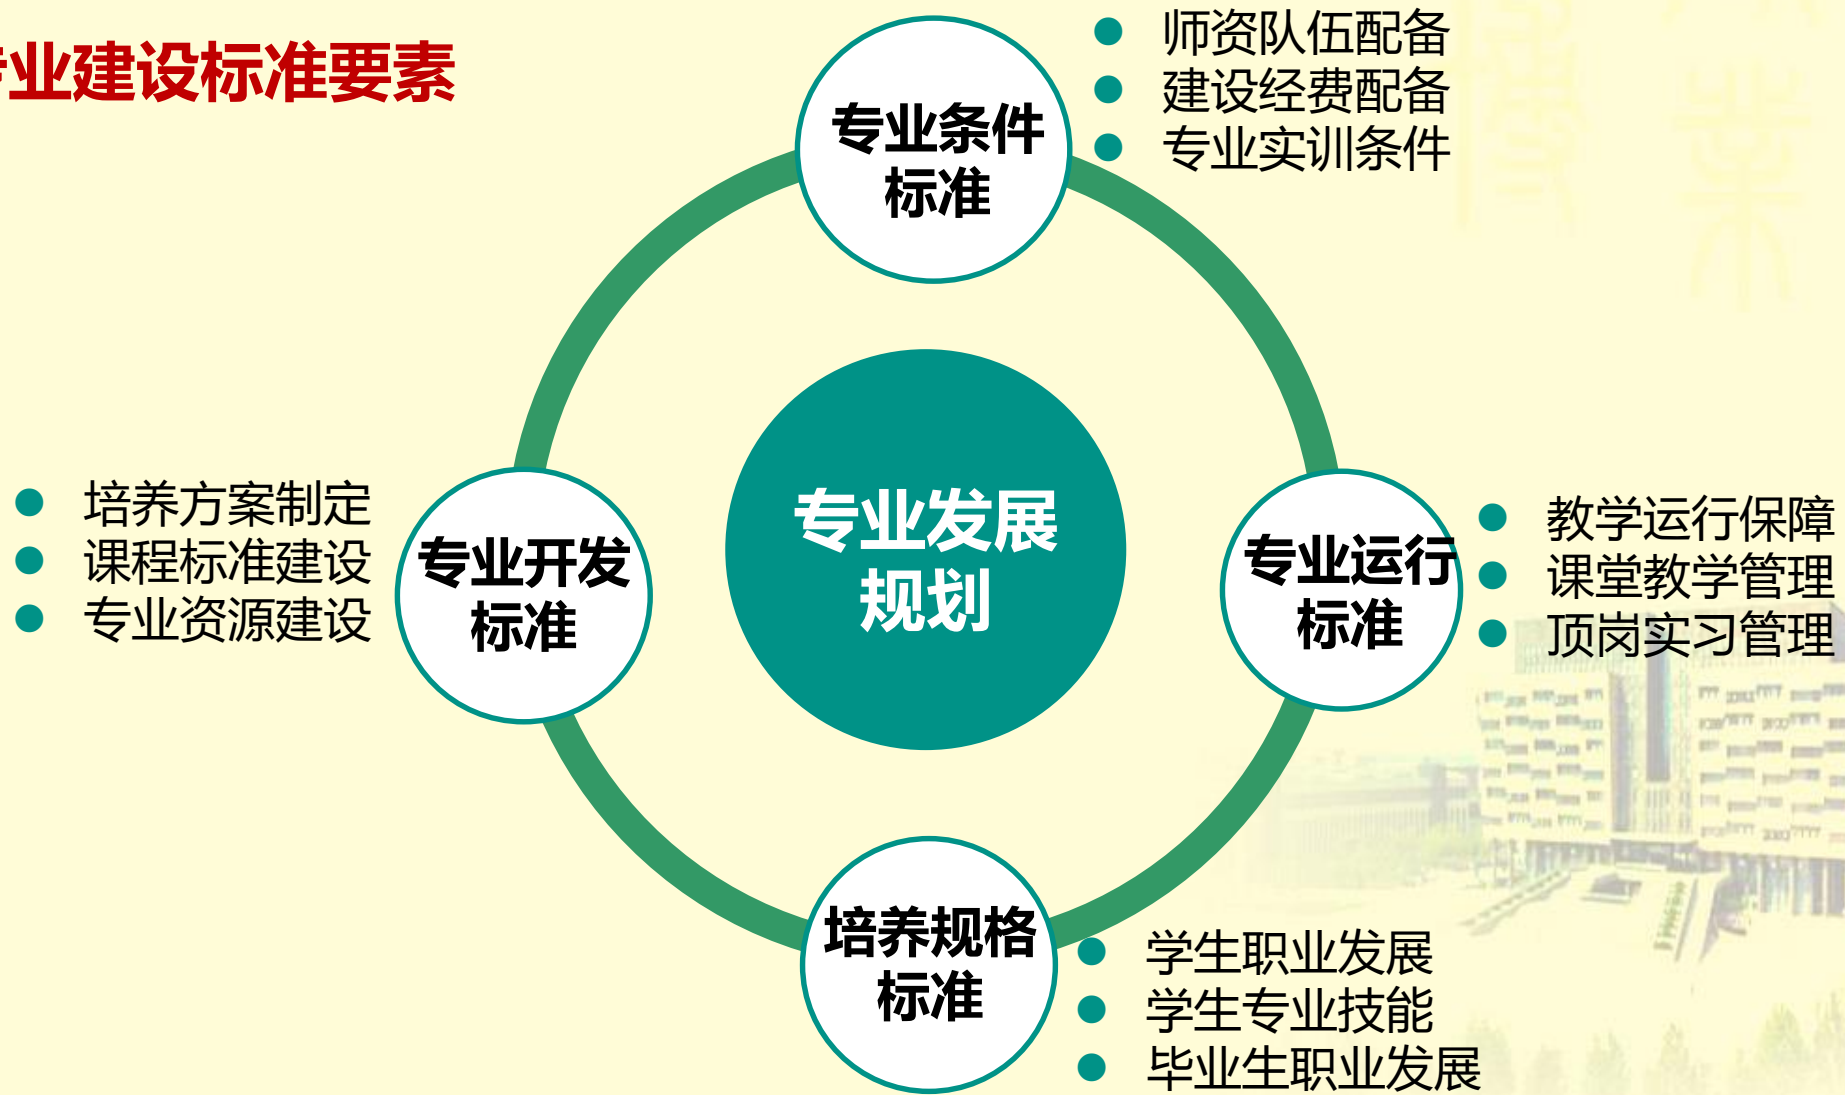 专业建设标准要素
专业条件
标准
师资队伍配备
建设经费配备
专业实训条件
培养方案制定
课程标准建设
专业资源建设
专业开发
标准
专业发展
规划
专业运行
标准
教学运行保障
课堂教学管理
顶岗实习管理
培养规格
标准
学生职业发展
学生专业技能
毕业生职业发展